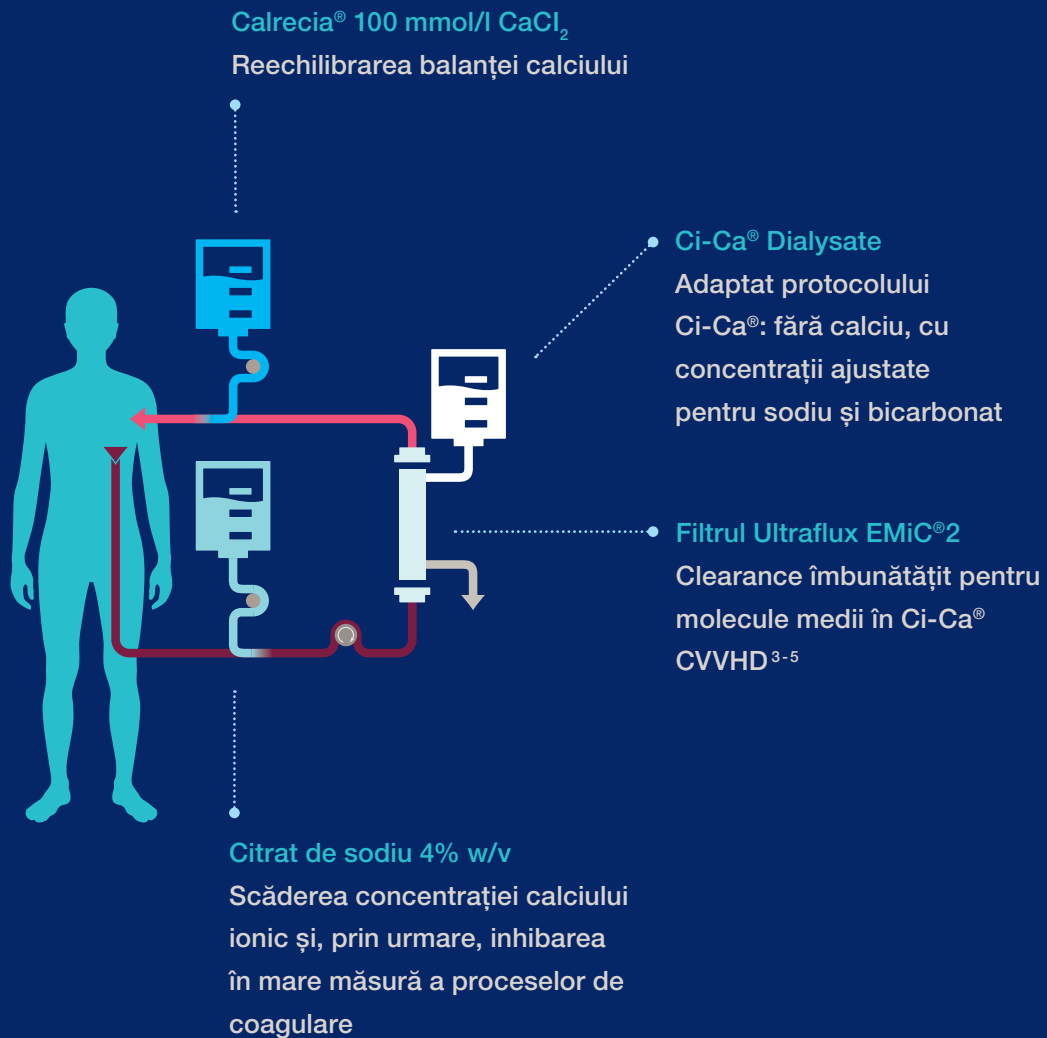 Calrecia® 100 mmol/l CaCl₂
Reechilibrarea balanței calciului
Ci-Ca® Dialysate
Adaptat protocolului
Ci-Ca®: fără calciu, cu
concentrații ajustate
pentru sodiu și bicarbonat
Filtrul Ultraflux EMiC®2
Clearance îmbunătățit pentru
molecule medii în Ci-Ca®
CVVHD³⁻⁵
Citrat de sodiu 4% w/v
Scăderea concentrației calciului
ionic și, prin urmare, inhibarea
în mare măsură a proceselor de
coagulare